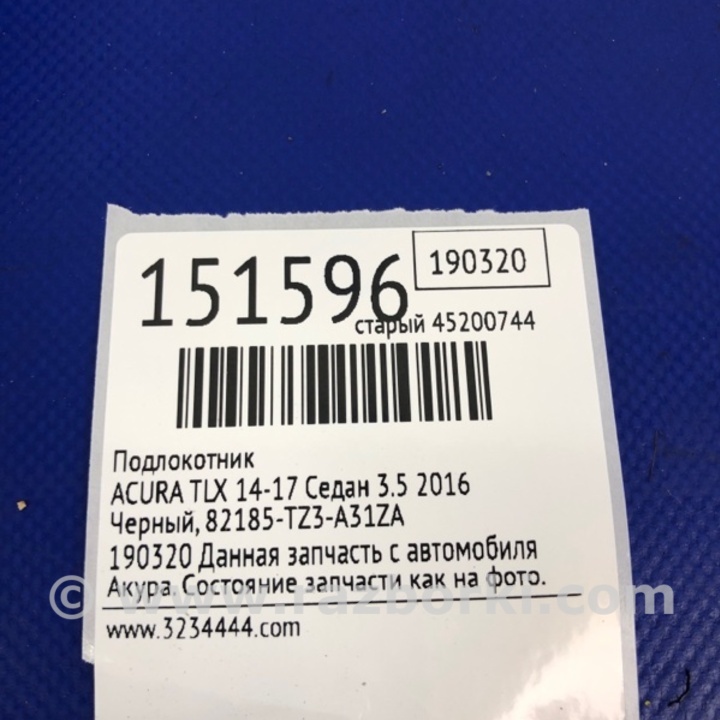 151596
190320
старый 45200744
Подлокотник
ACURA TLX 14-17 Седан 3.5 2016
Черный, 82185-TZ3-A31ZA
190320 Данная запчасть с автомобиля
Акура. Состояние запчасти как на фото.
© www.razborki.com
www.3234444.com